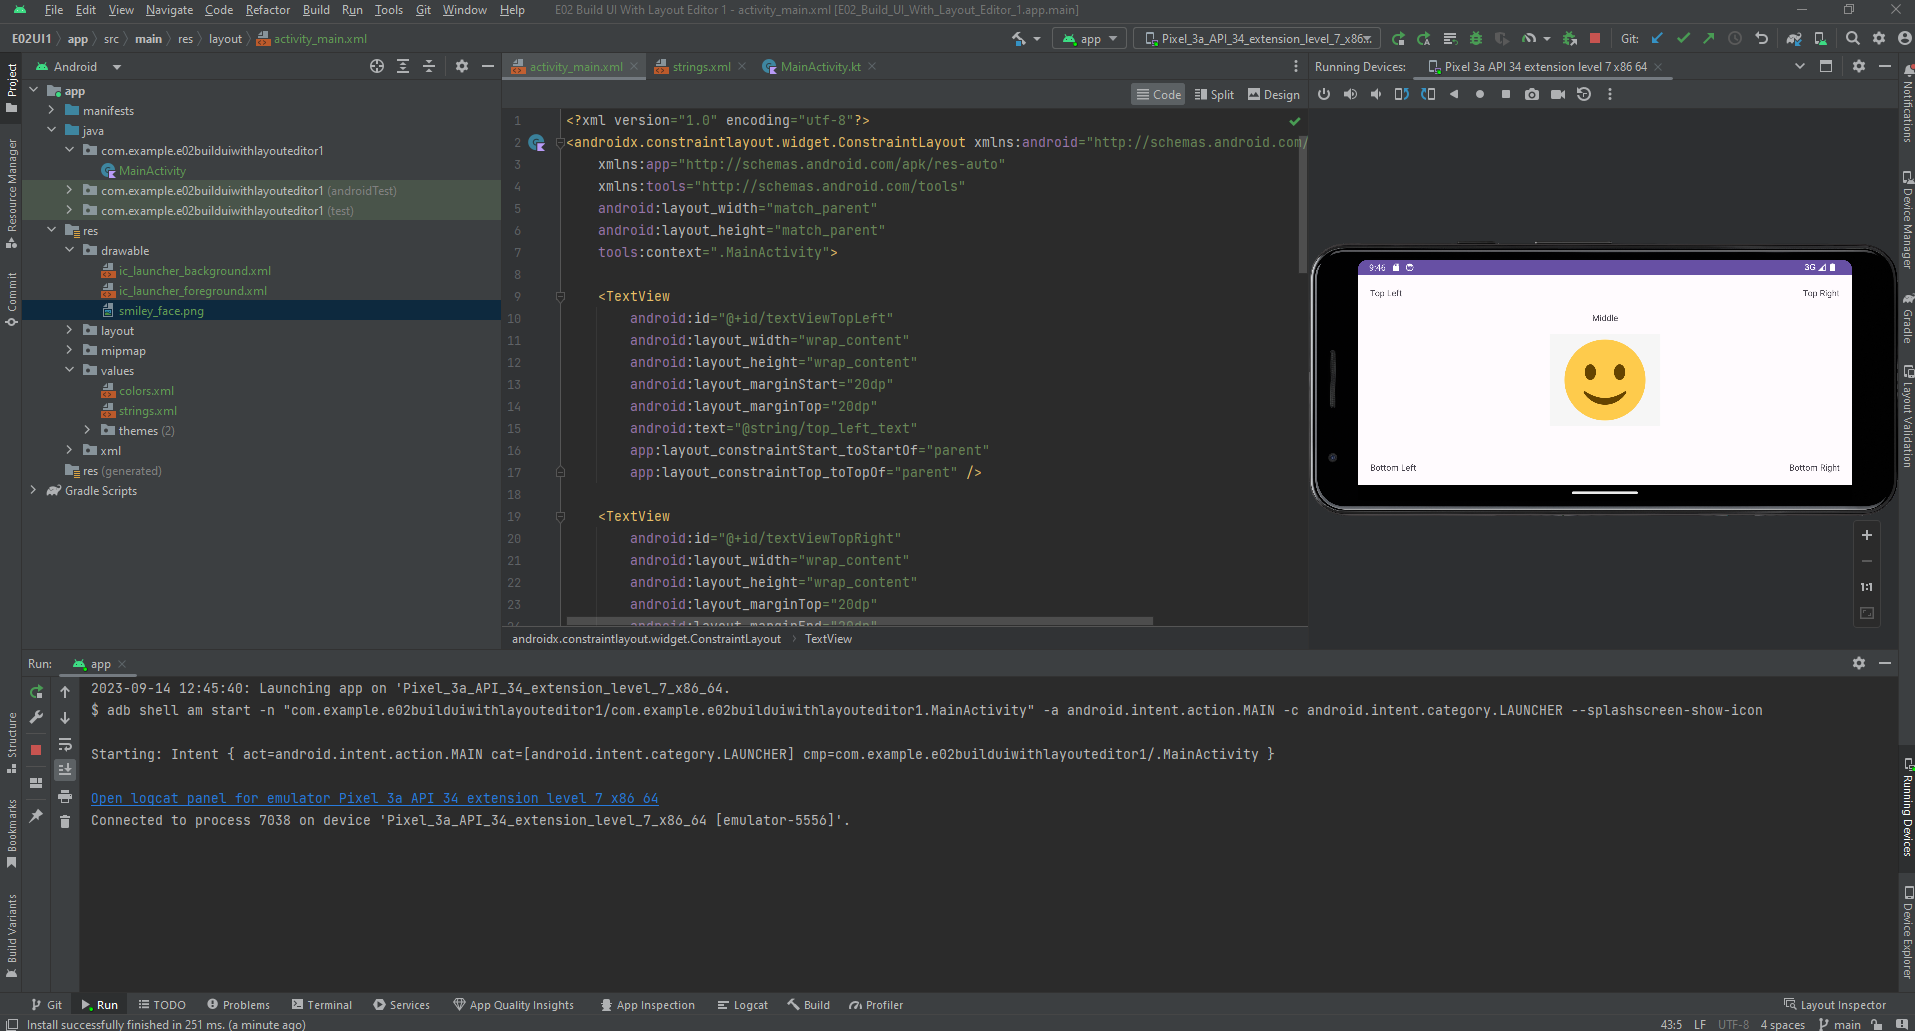 File Edit View Navigate Code Refactor Build Run Tools Git Window Help E02 Build UI With Layout Editor 1 - activity_main.xml [E02_Build_UI_With_Layout_Editor_1.app.main]
E02UI1 app src main res layout activity_main.xml app Pixel_3a_API_34_extension_level_7_x86 Git:
Project
Android
activity_main.xml strings.xml MainActivity.kt
Running Devices: Pixel 3a API 34 extension level 7 x86 64
Code Split Design
app
manifests
java
com.example.e02builduiwithlayouteditor1
MainActivity
com.example.e02builduiwithlayouteditor1 (androidTest)
com.example.e02builduiwithlayouteditor1 (test)
res
drawable
ic_launcher_background.xml
ic_launcher_foreground.xml
smiley_face.png
layout
mipmap
values
colors.xml
strings.xml
themes (2)
xml
res (generated)
Gradle Scripts
Resource Manager
Commit
1 <?xml version="1.0" encoding="utf-8"?>
2 <androidx.constraintlayout.widget.ConstraintLayout xmlns:android="http://schemas.android.com/
3 xmlns:app="http://schemas.android.com/apk/res-auto"
4 xmlns:tools="http://schemas.android.com/tools"
5 android:layout_width="match_parent"
6 android:layout_height="match_parent"
7 tools:context=".MainActivity">
8
9 <TextView
10 android:id="@+id/textViewTopLeft"
11 android:layout_width="wrap_content"
12 android:layout_height="wrap_content"
13 android:layout_marginStart="20dp"
14 android:layout_marginTop="20dp"
15 android:text="@string/top_left_text"
16 app:layout_constraintStart_toStartOf="parent"
17 app:layout_constraintTop_toTopOf="parent" />
18
19 <TextView
20 android:id="@+id/textViewTopRight"
21 android:layout_width="wrap_content"
22 android:layout_height="wrap_content"
23 android:layout_marginTop="20dp"
android:layout_marginEnd="20dp"
androidx.constraintlayout.widget.ConstraintLayout TextView
9:46 3G
Top Left Top Right
Middle
Bottom Left Bottom Right
1:1
Notifications
Device Manager
Gradle
Layout Validation
Run: app
2023-09-14 12:45:40: Launching app on 'Pixel_3a_API_34_extension_level_7_x86_64.
$ adb shell am start -n "com.example.e02builduiwithlayouteditor1/com.example.e02builduiwithlayouteditor1.MainActivity" -a android.intent.action.MAIN -c android.intent.category.LAUNCHER --splashscreen-show-icon
Starting: Intent { act=android.intent.action.MAIN cat=[android.intent.category.LAUNCHER] cmp=com.example.e02builduiwithlayouteditor1/.MainActivity }
Open logcat panel for emulator Pixel 3a API 34 extension level 7 x86 64
Connected to process 7038 on device 'Pixel_3a_API_34_extension_level_7_x86_64 [emulator-5556]'.
Structure
Bookmarks
Build Variants
Running Devices
Device Explorer
Git Run TODO Problems Terminal Services App Quality Insights App Inspection Logcat Build Profiler Layout Inspector
Install successfully finished in 251 ms. (a minute ago) 43:5 LF UTF-8 4 spaces main